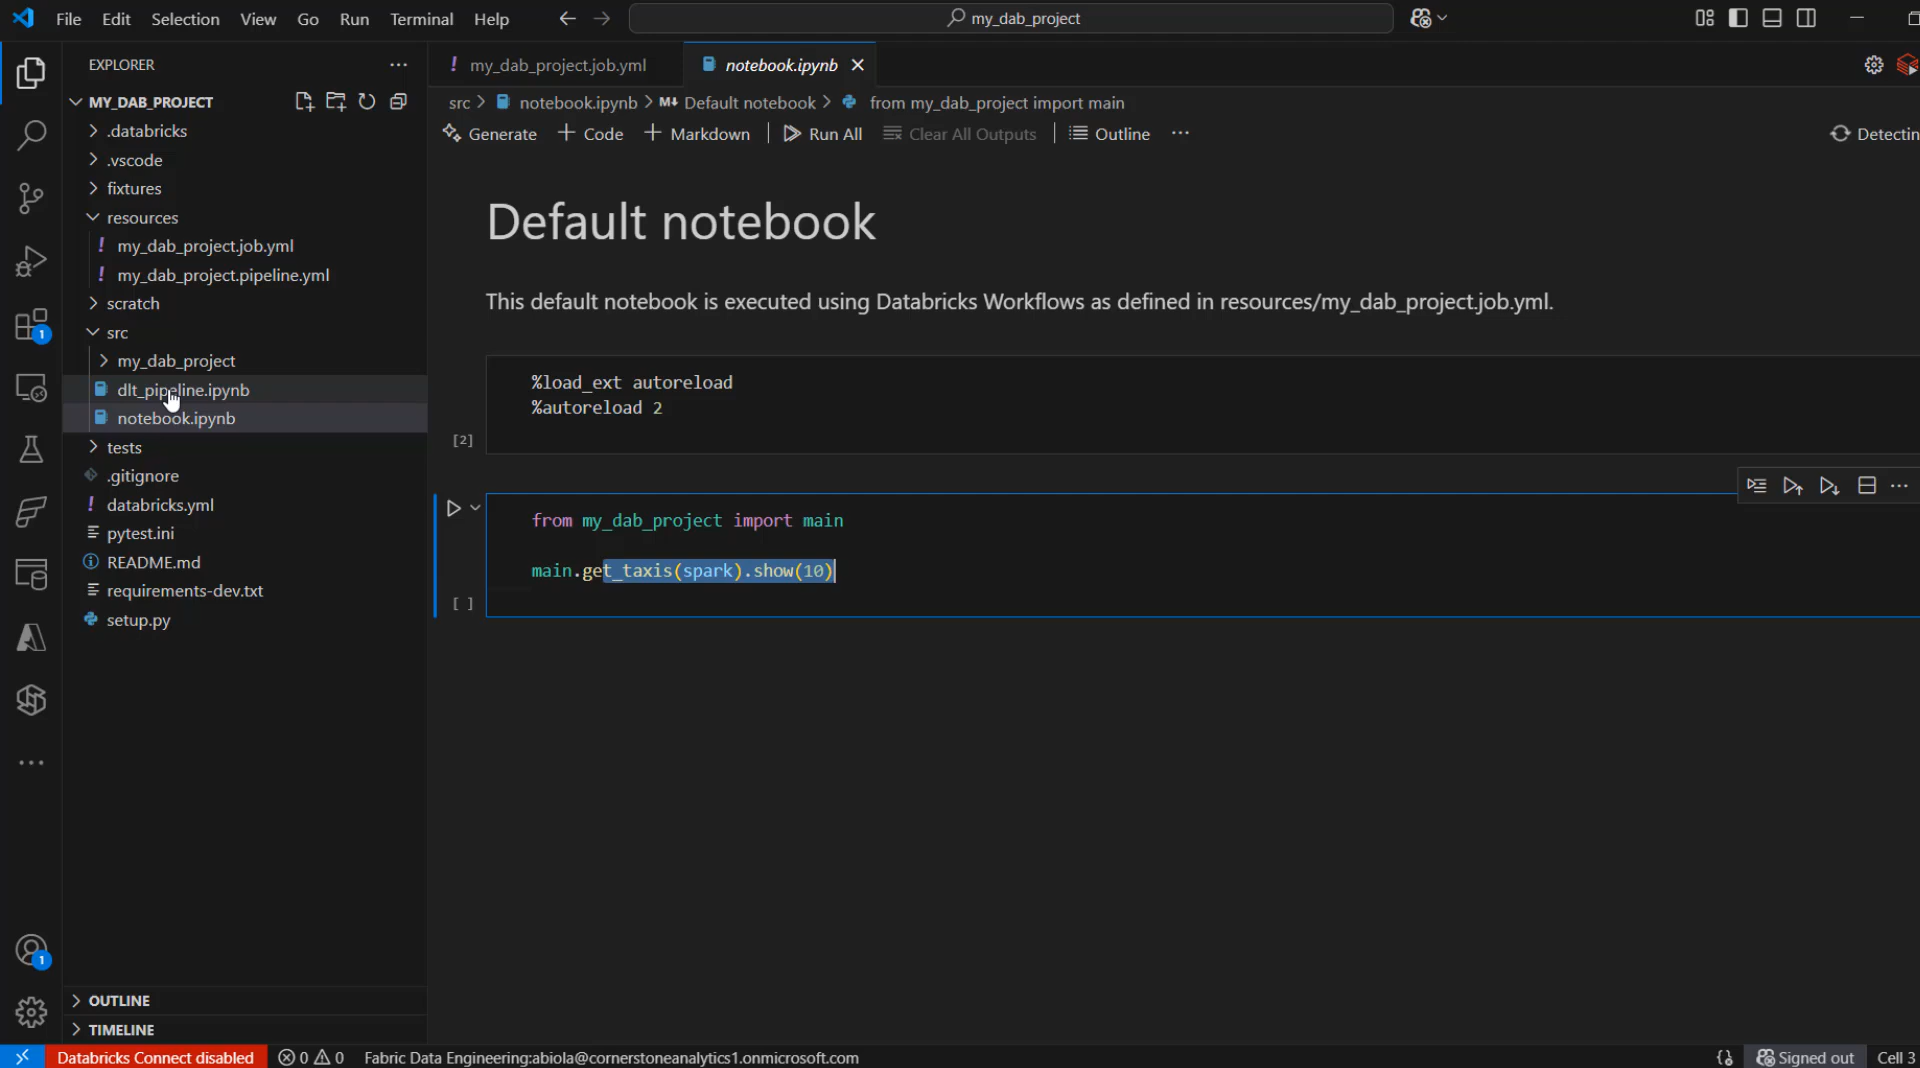 File Edit Selection View Go Run Terminal Help
my_dab_project
EXPLORER
MY_DAB_PROJECT
.databricks
.vscode
fixtures
resources
my_dab_project.job.yml
my_dab_project.pipeline.yml
scratch
src
my_dab_project
dlt_pipeline.ipynb
notebook.ipynb
tests
.gitignore
databricks.yml
pytest.ini
README.md
requirements-dev.txt
setup.py
OUTLINE
TIMELINE
1
1
my_dab_project.job.yml notebook.ipynb
src > notebook.ipynb > M↓ Default notebook > from my_dab_project import main
Generate + Code + Markdown Run All Clear All Outputs Outline ··· Detectin
Default notebook
This default notebook is executed using Databricks Workflows as defined in resources/my_dab_project.job.yml.
%load_ext autoreload
%autoreload 2
[2]
from my_dab_project import main
main.get_taxis(spark).show(10)
[ ]
Databricks Connect disabled 0 0 Fabric Data Engineering:abiola@cornerstoneanalytics1.onmicrosoft.com Signed out Cell 3